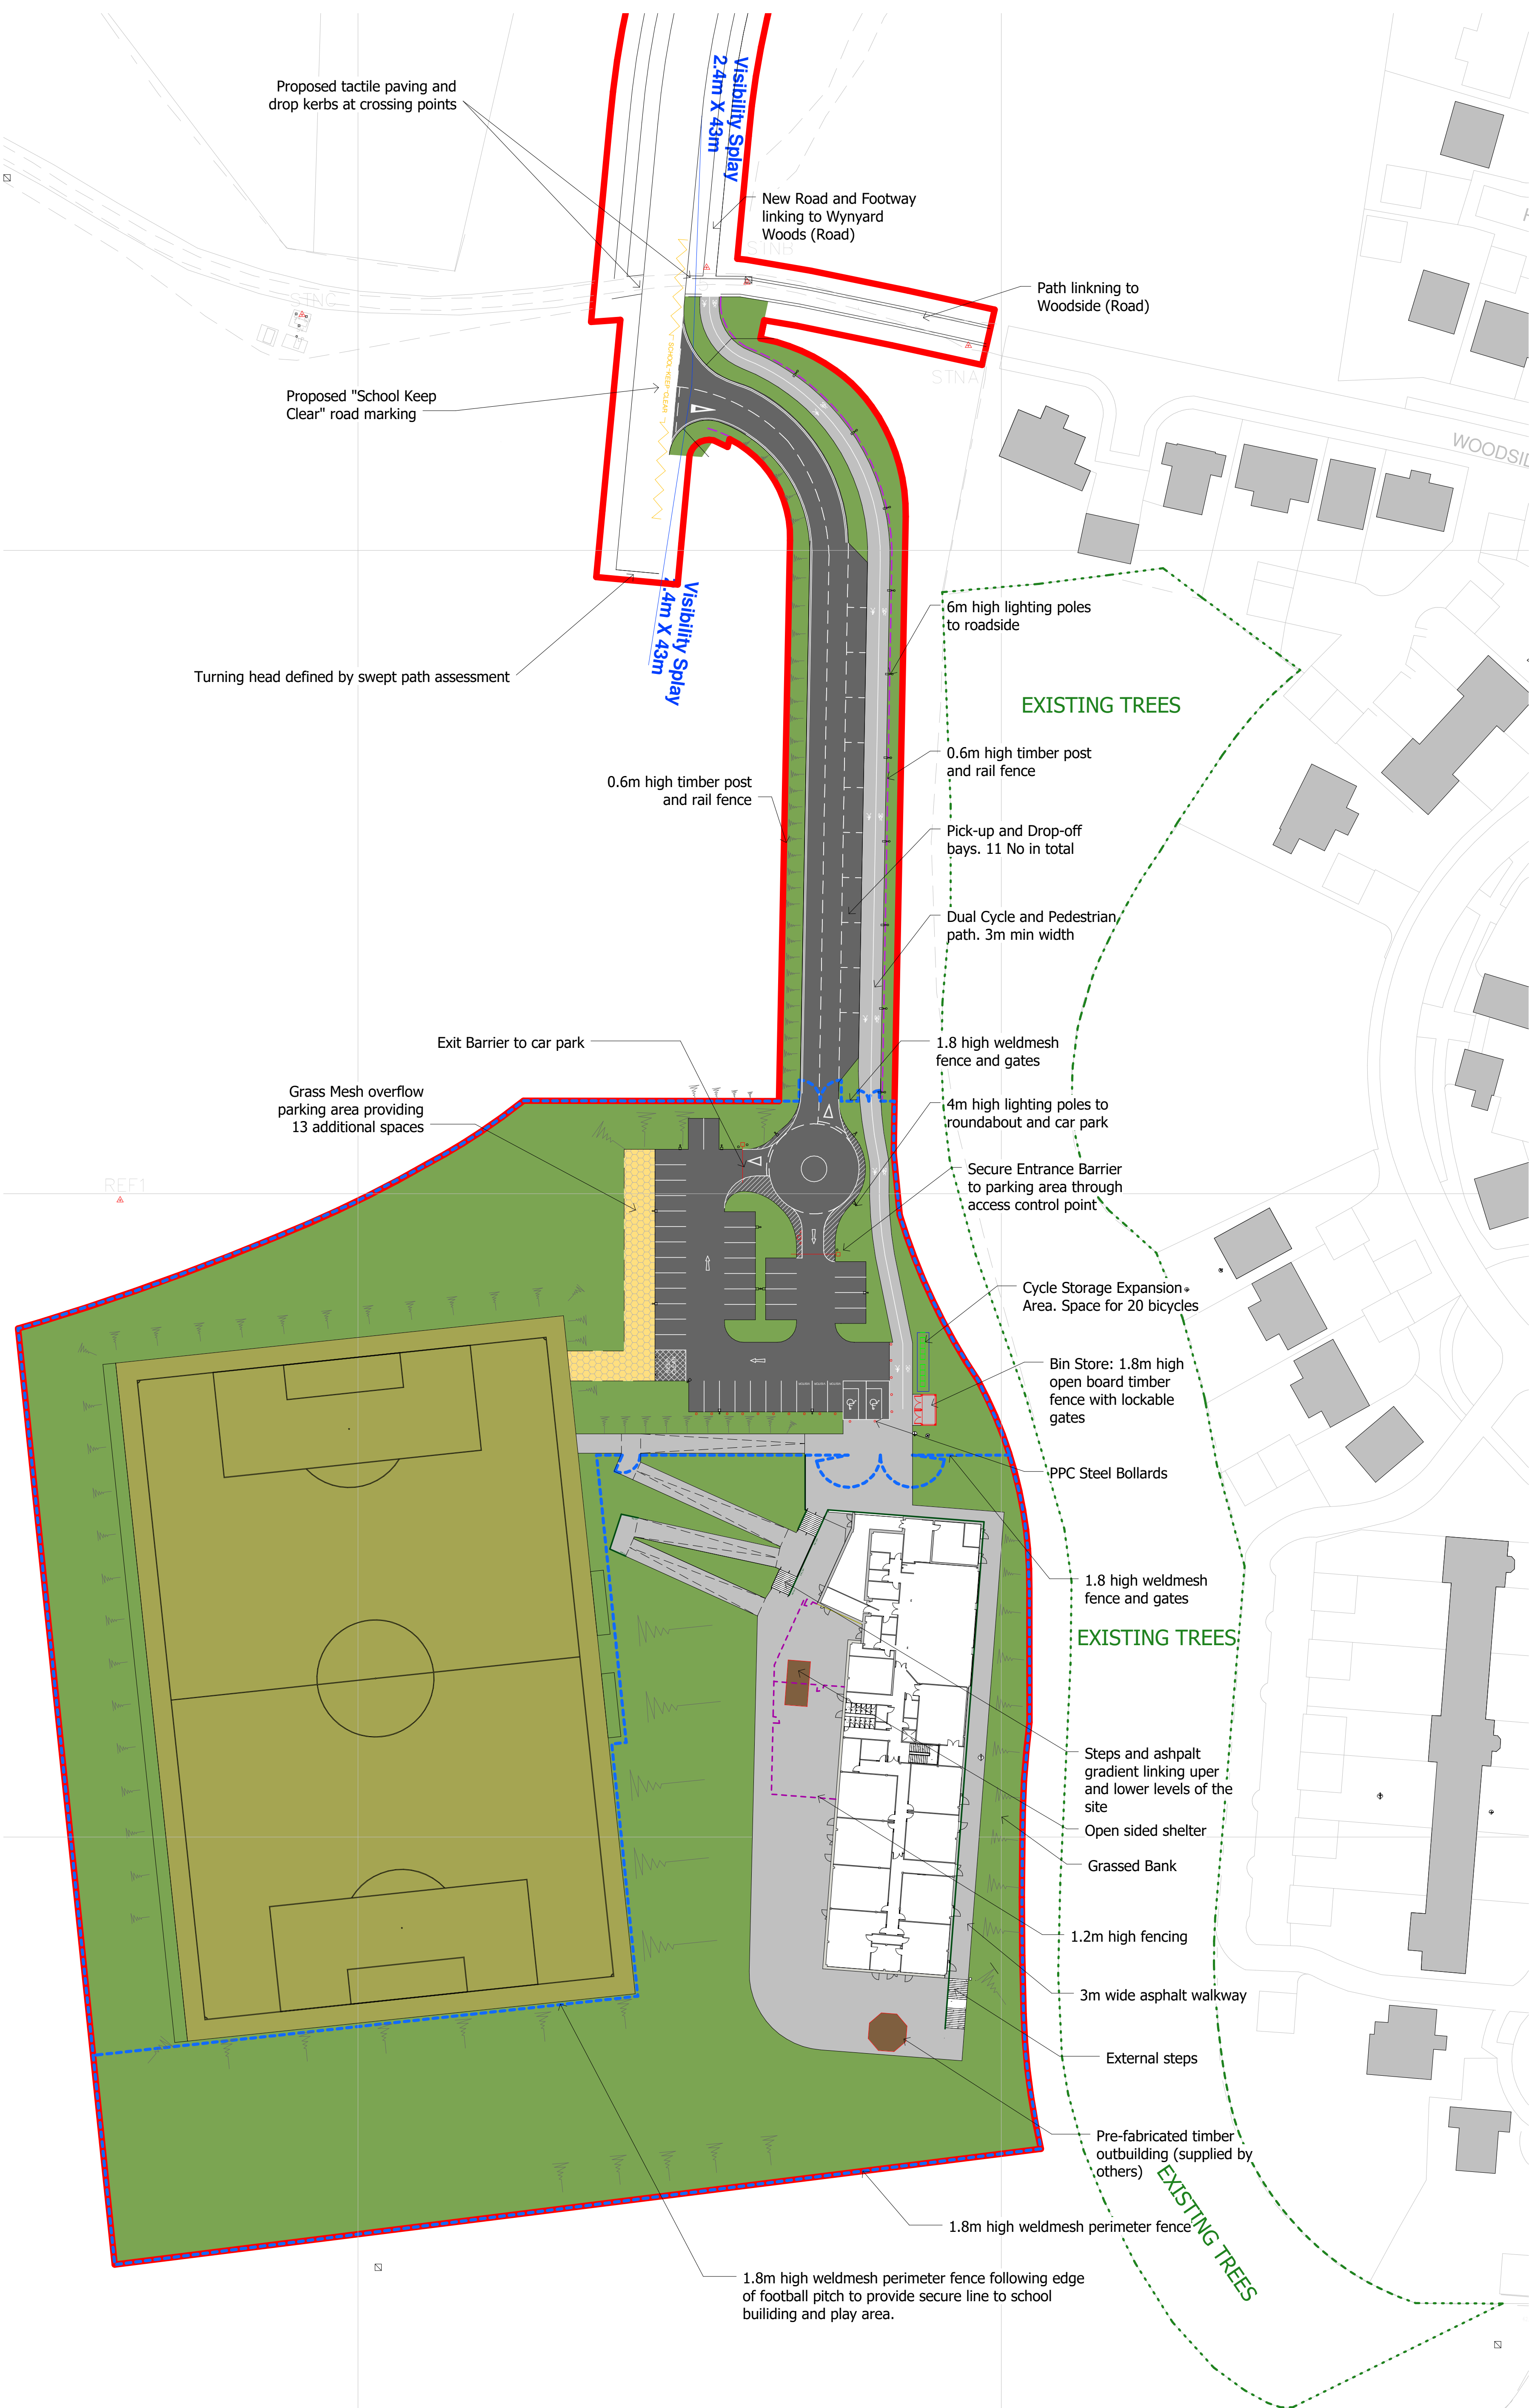 Visibility Splay
2.4m X 43m
Proposed tactile paving and
drop kerbs at crossing points
New Road and Footway
linking to Wynyard
Woods (Road)
STNB
STNC
Path linkning to
Woodside (Road)
STNA
SCHOOL KEEP CLEAR
Proposed "School Keep
Clear" road marking
WOODSID
Visibility Splay
2.4m X 43m
Turning head defined by swept path assessment
6m high lighting poles
to roadside
EXISTING TREES
0.6m high timber post
and rail fence
0.6m high timber post
and rail fence
Pick-up and Drop-off
bays. 11 No in total
Dual Cycle and Pedestrian
path. 3m min width
Exit Barrier to car park
1.8 high weldmesh
fence and gates
Grass Mesh overflow
parking area providing
13 additional spaces
4m high lighting poles to
roundabout and car park
Secure Entrance Barrier
to parking area through
access control point
REF1
Cycle Storage Expansion
Area. Space for 20 bicycles
Bin Store: 1.8m high
open board timber
fence with lockable
gates
PPC Steel Bollards
1.8 high weldmesh
fence and gates
EXISTING TREES
Steps and ashpalt
gradient linking uper
and lower levels of the
site
Open sided shelter
Grassed Bank
1.2m high fencing
3m wide asphalt walkway
External steps
Pre-fabricated timber
outbuilding (supplied by
others)
EXISTING TREES
1.8m high weldmesh perimeter fence
1.8m high weldmesh perimeter fence following edge
of football pitch to provide secure line to school
builiding and play area.